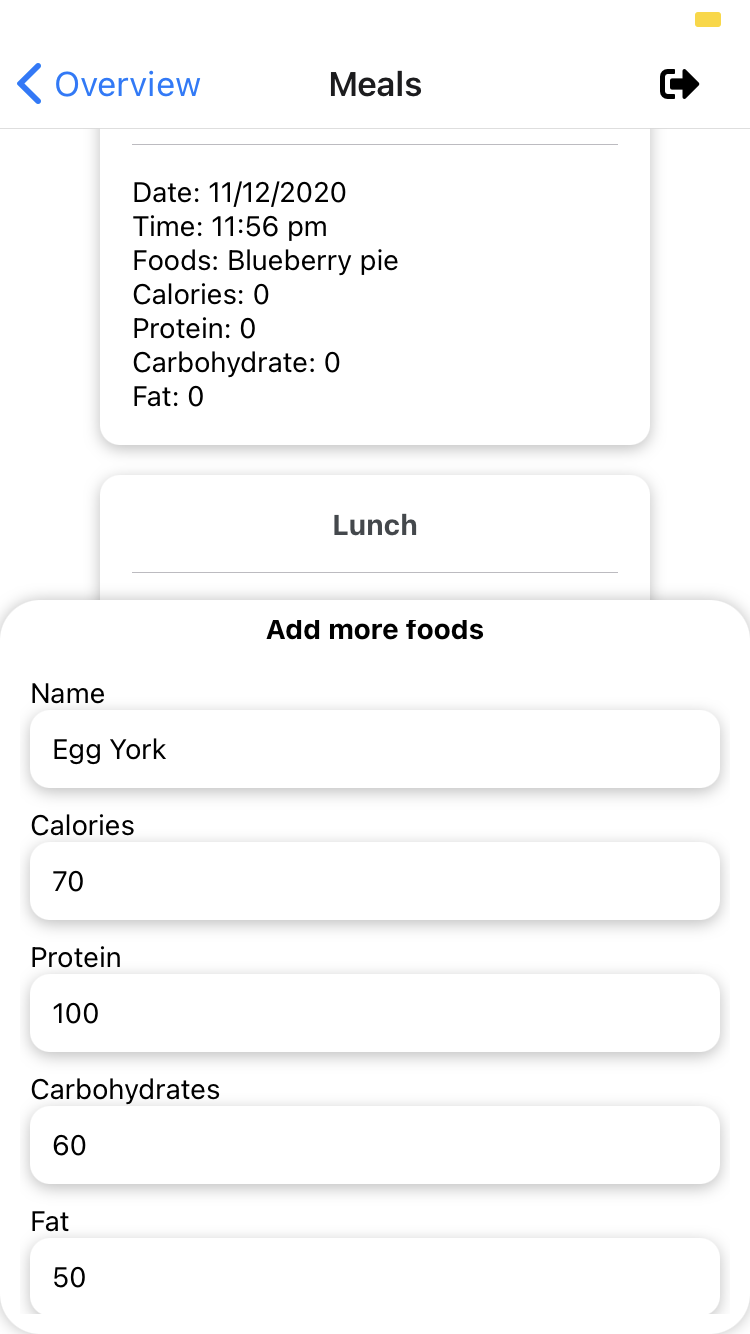 Overview
Meals
Date: 11/12/2020
Time: 11:56 pm
Foods: Blueberry pie
Calories: 0
Protein: 0
Carbohydrate: 0
Fat: 0
Lunch
Add more foods
Name
Egg York
Calories
70
Protein
100
Carbohydrates
60
Fat
50